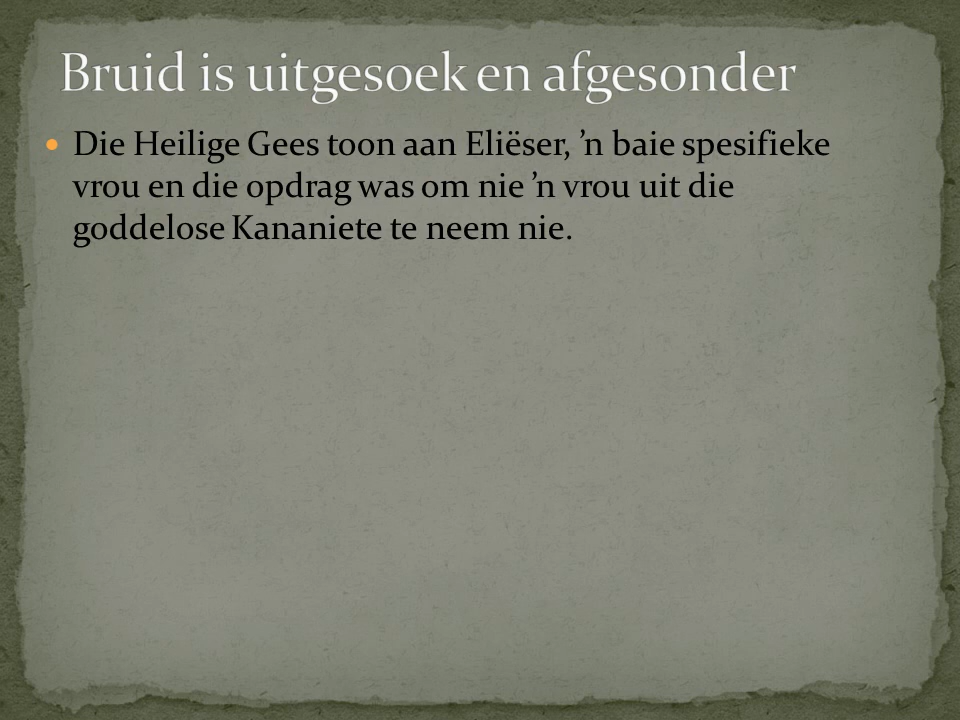 Bruid is uitgesoek en afgesonder
• Die Heilige Gees toon aan Eliëser, ’n baie spesifieke
vrou en die opdrag was om nie ’n vrou uit die
goddelose Kananiete te neem nie.